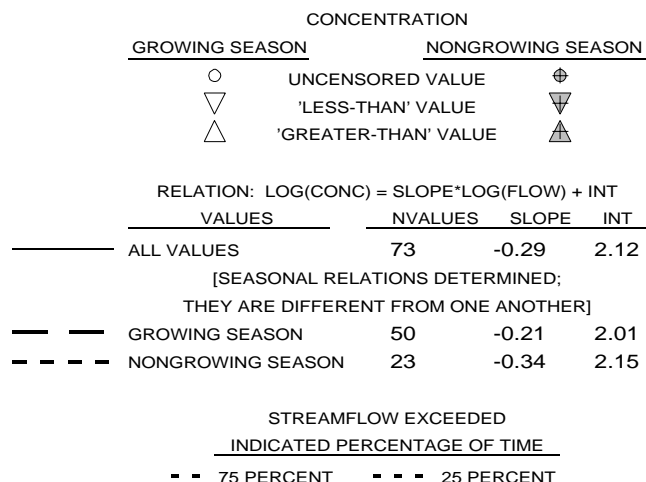 CONCENTRATION
GROWING SEASON NONGROWING SEASON
UNCENSORED VALUE
'LESS-THAN' VALUE
'GREATER-THAN' VALUE
RELATION: LOG(CONC) = SLOPE*LOG(FLOW) + INT
VALUES NVALUES SLOPE INT
ALL VALUES 73 -0.29 2.12
[SEASONAL RELATIONS DETERMINED;
THEY ARE DIFFERENT FROM ONE ANOTHER]
GROWING SEASON 50 -0.21 2.01
NONGROWING SEASON 23 -0.34 2.15
STREAMFLOW EXCEEDED
INDICATED PERCENTAGE OF TIME
75 PERCENT 25 PERCENT